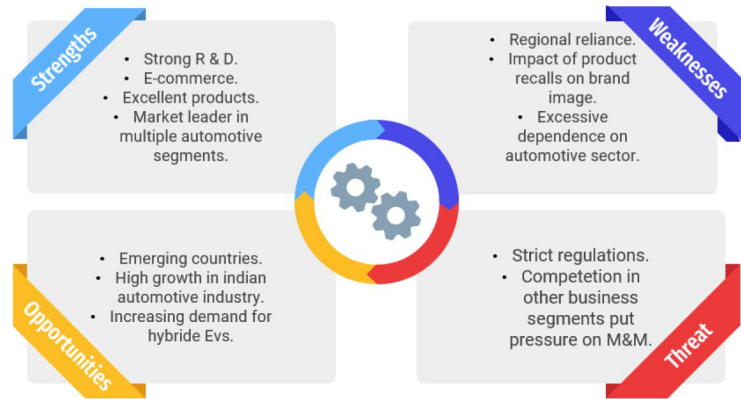 Strengths
• Strong R & D.
• E-commerce.
• Excellent products.
• Market leader in
multiple automotive
segments.
Weaknesses
• Regional reliance.
• Impact of product
recalls on brand
image.
• Excessive
dependence on
automotive sector.
Opportunities
• Emerging countries.
• High growth in indian
automotive industry.
• Increasing demand for
hybride Evs.
Threat
• Strict regulations.
• Competetion in
other business
segments put
pressure on M&M.